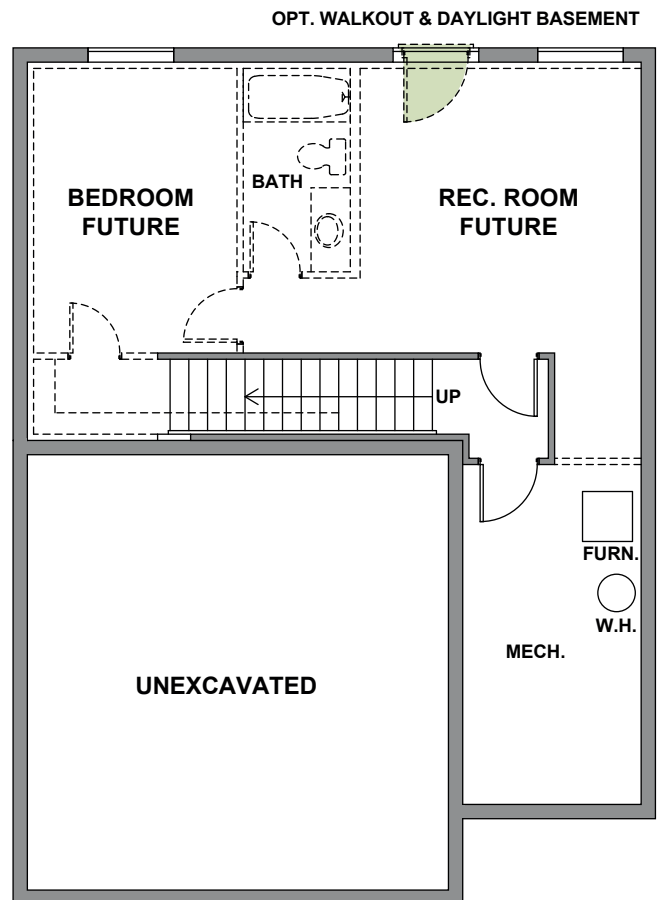 OPT. WALKOUT & DAYLIGHT BASEMENT
BEDROOM
FUTURE
BATH
REC. ROOM
FUTURE
UP
FURN.
W.H.
MECH.
UNEXCAVATED